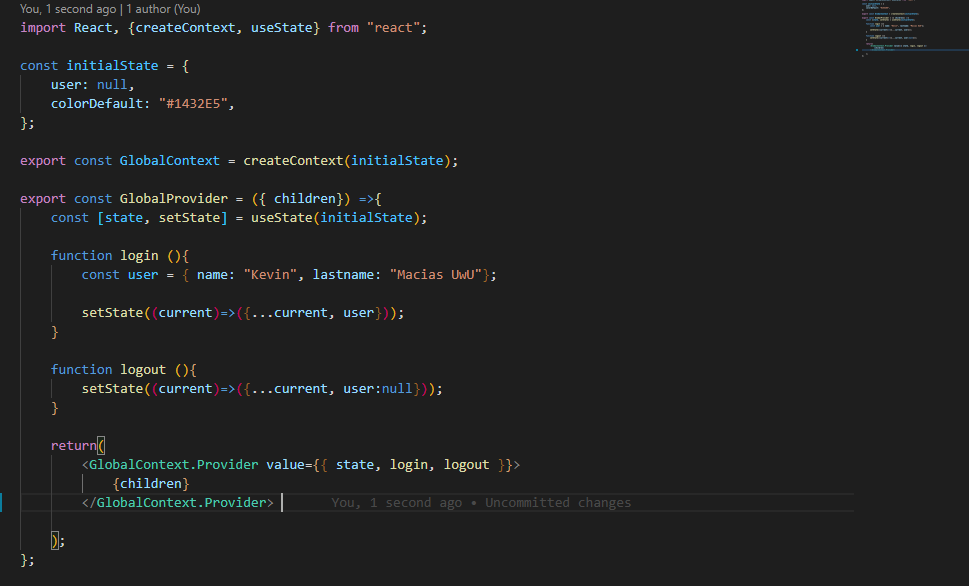 You, 1 second ago | 1 author (You)
import React, {createContext, useState} from "react";
const initialState = {
user: null,
colorDefault: "#1432E5",
};
export const GlobalContext = createContext(initialState);
export const GlobalProvider = ({ children}) =>{
const [state, setState] = useState(initialState);
function login (){
const user = { name: "Kevin", lastname: "Macias UwU"};
setState((current)=>({...current, user}));
}
function logout (){
setState((current)=>({...current, user:null}));
}
return(
<GlobalContext.Provider value={{ state, login, logout }}>
{children}
</GlobalContext.Provider> You, 1 second ago • Uncommitted changes
);
};